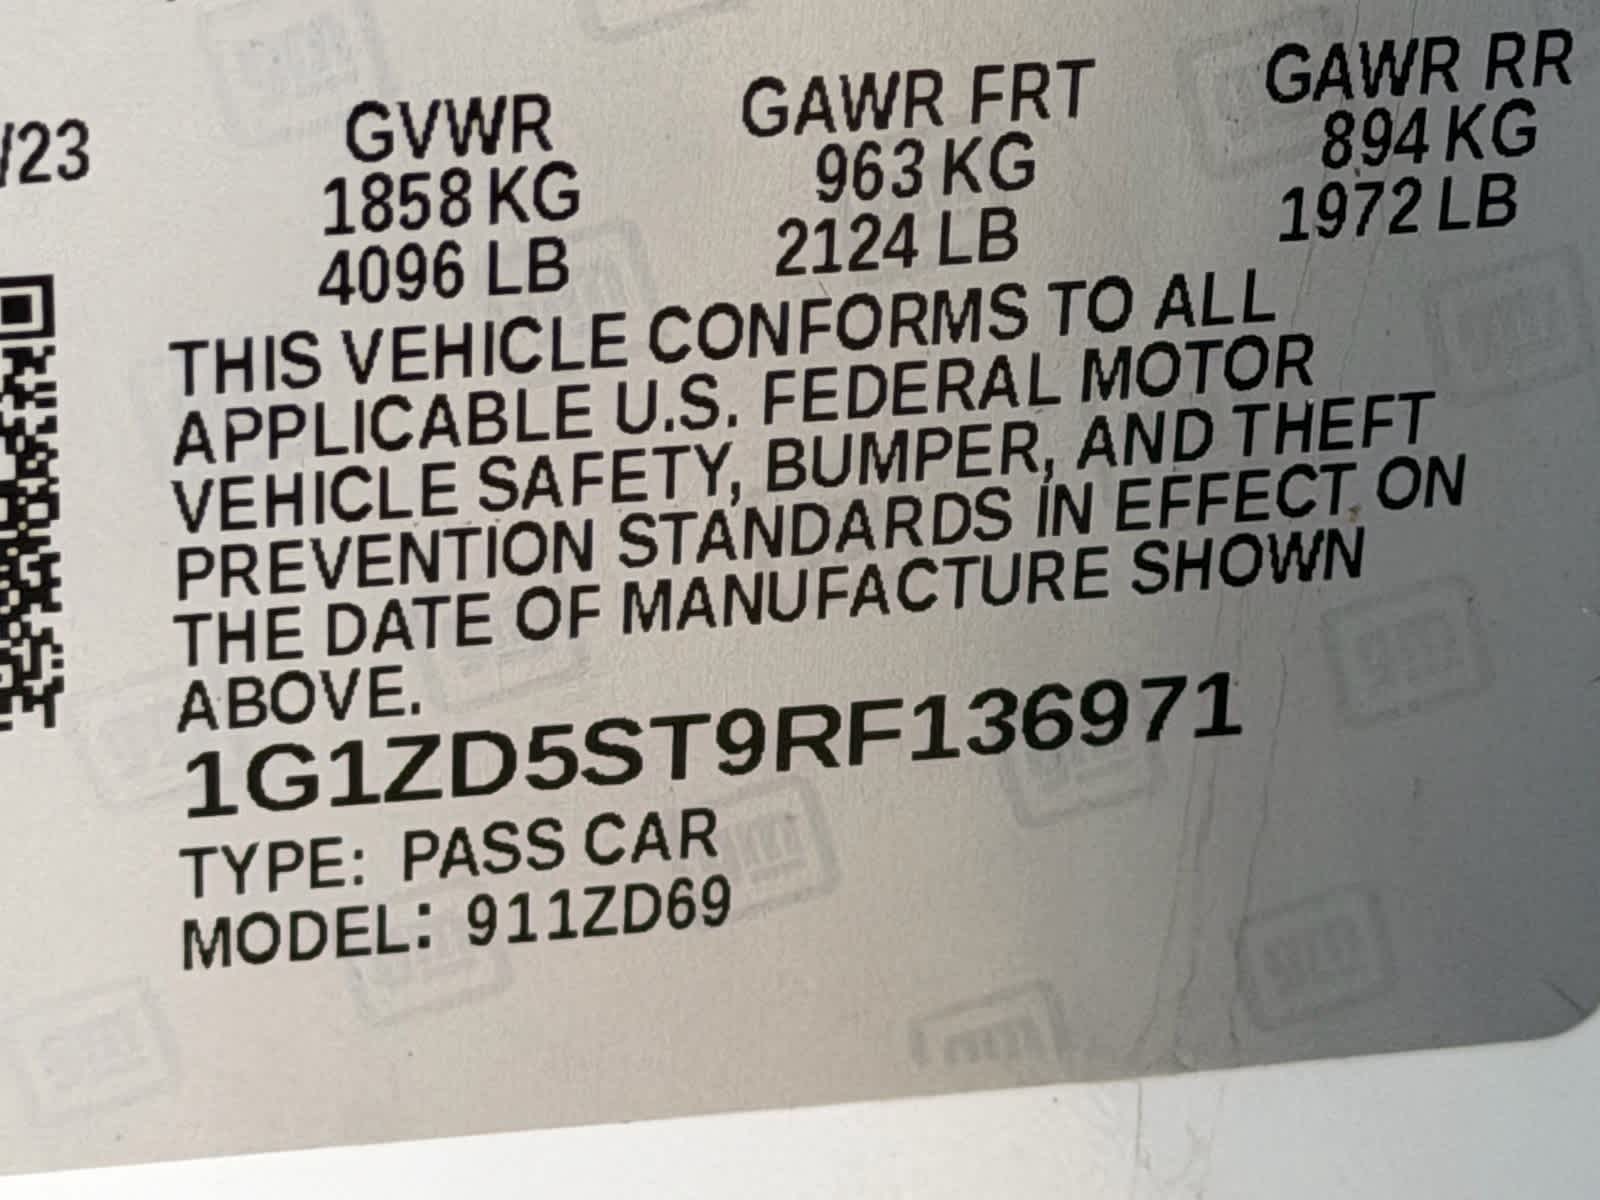 /23 GVWR GAWR FRT GAWR RR
1858 KG 963 KG 894 KG
4096 LB 2124 LB 1972 LB
THIS VEHICLE CONFORMS TO ALL
APPLICABLE U.S. FEDERAL MOTOR
VEHICLE SAFETY, BUMPER, AND THEFT
PREVENTION STANDARDS IN EFFECT ON
THE DATE OF MANUFACTURE SHOWN
ABOVE.
1G1ZD5ST9RF136971
TYPE: PASS CAR
MODEL: 911ZD69